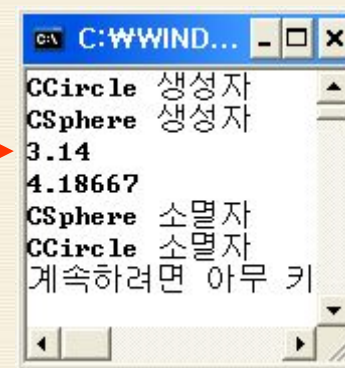 C:\WIND...
CCircle 생성자
CSphere 생성자
3.14
4.18667
CSphere 소멸자
CCircle 소멸자
계속하려면 아무 키